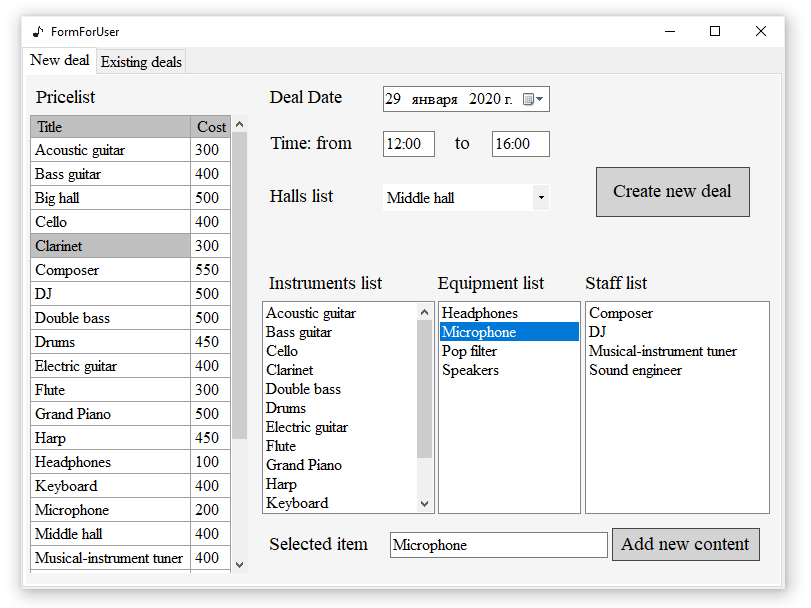 FormForUser
New deal Existing deals
Pricelist
Title Cost
Acoustic guitar 300
Bass guitar 400
Big hall 500
Cello 400
Clarinet 300
Composer 550
DJ 500
Double bass 500
Drums 450
Electric guitar 400
Flute 300
Grand Piano 500
Harp 450
Headphones 100
Keyboard 400
Microphone 200
Middle hall 400
Musical-instrument tuner 400
Deal Date 29 января 2020 г.
Time: from 12:00 to 16:00
Halls list Middle hall
Create new deal
Instruments list
Acoustic guitar
Bass guitar
Cello
Clarinet
Double bass
Drums
Electric guitar
Flute
Grand Piano
Harp
Keyboard
Equipment list
Headphones
Microphone
Pop filter
Speakers
Staff list
Composer
DJ
Musical-instrument tuner
Sound engineer
Selected item Microphone Add new content